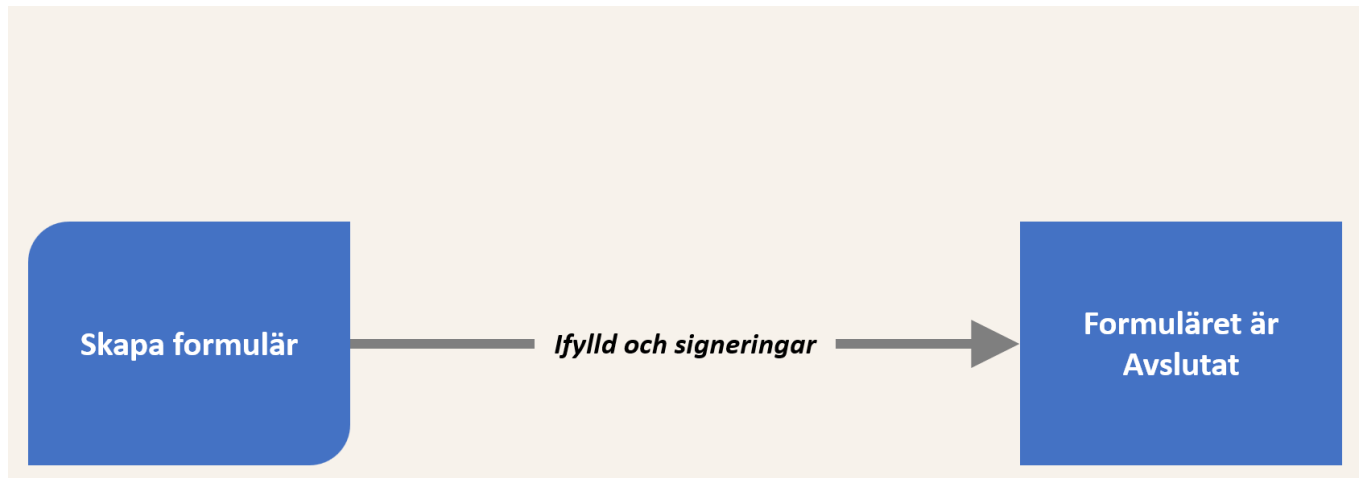 Skapa formulär
Ifylld och signeringar
Formuläret är
Avslutat